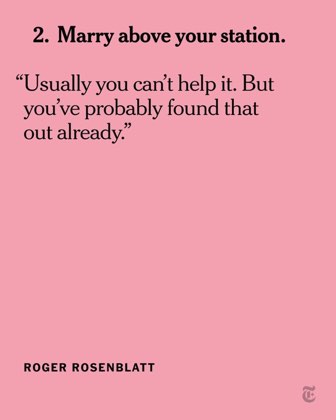 2. Marry above your station.
“Usually you can’t help it. But
you’ve probably found that
out already.”
ROGER ROSENBLATT
T